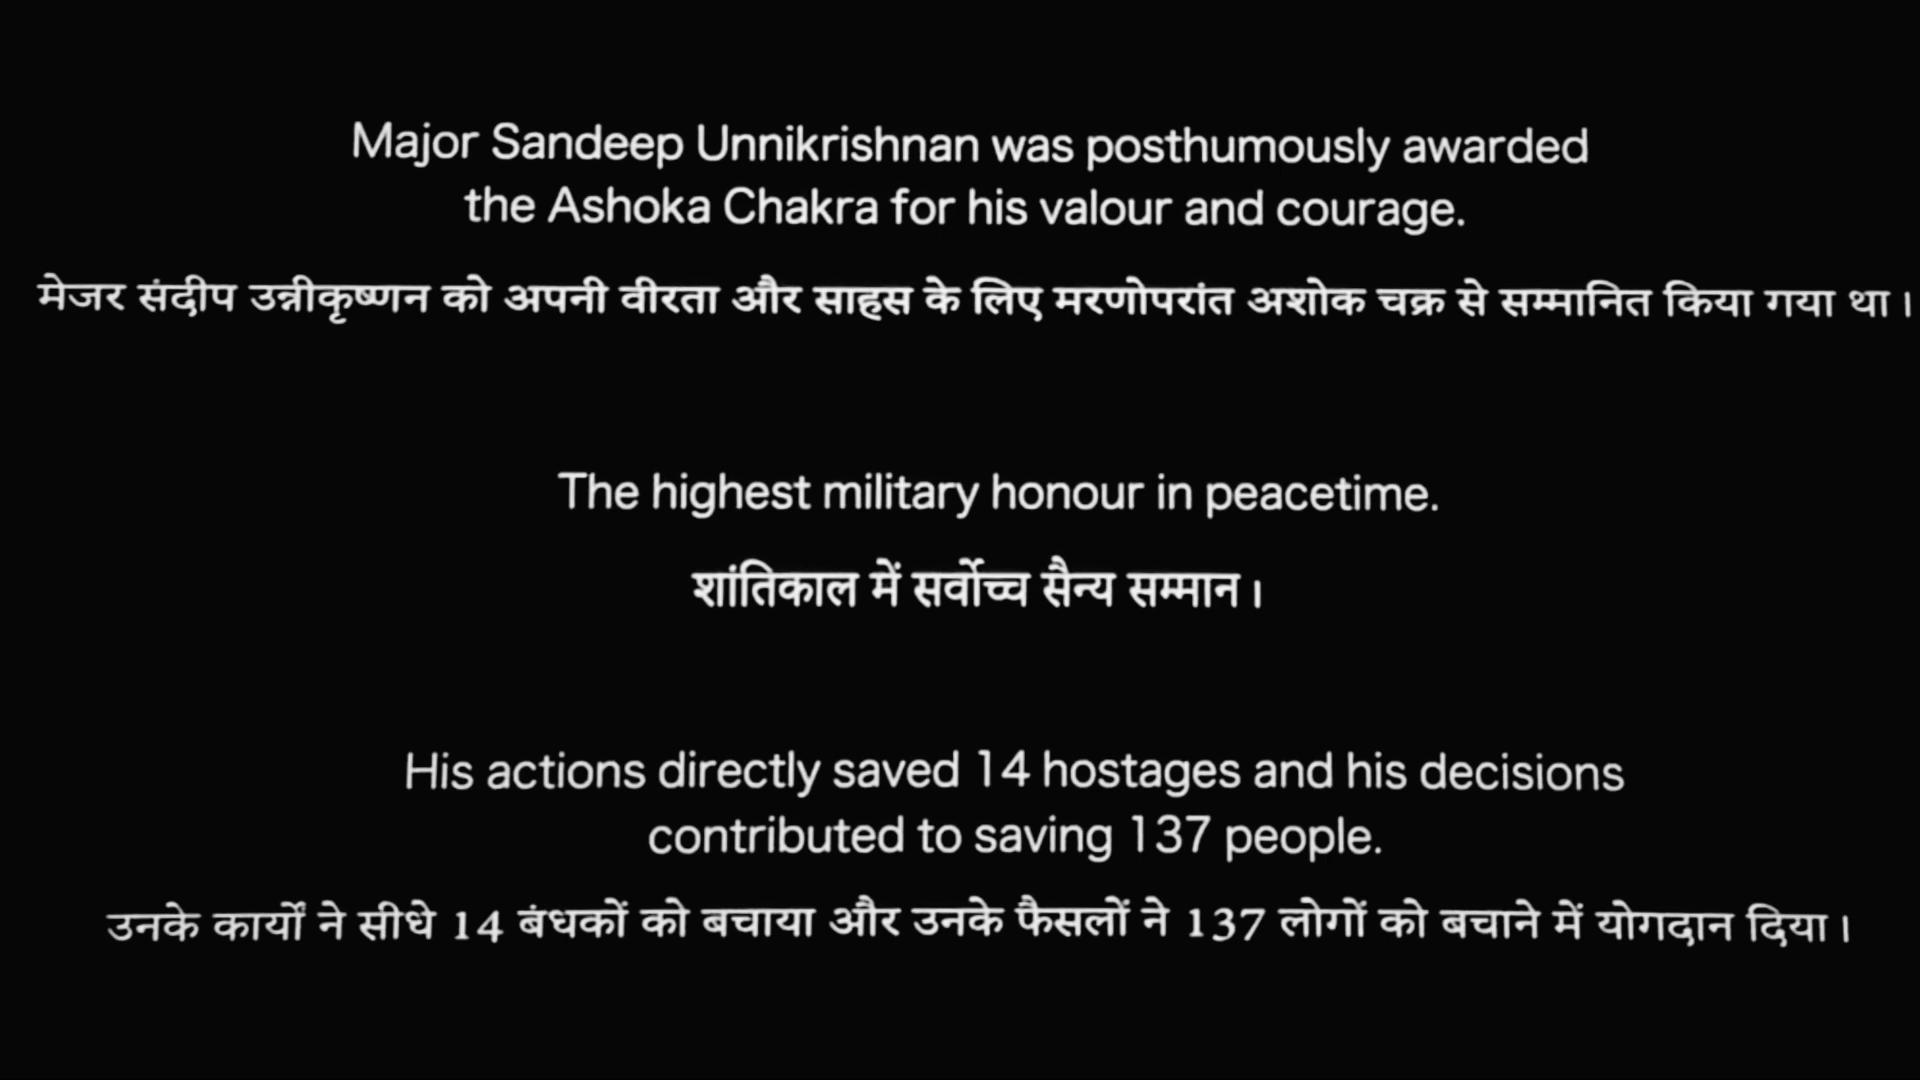 Major Sandeep Unnikrishnan was posthumously awarded
the Ashoka Chakra for his valour and courage.
मेजर संदीप उन्नीकृष्णन को अपनी वीरता और साहस के लिए मरणोपरांत अशोक चक्र से सम्मानित किया गया था।
The highest military honour in peacetime.
शांतिकाल में सर्वोच्च सैन्य सम्मान।
His actions directly saved 14 hostages and his decisions
contributed to saving 137 people.
उनके कार्यों ने सीधे 14 बंधकों को बचाया और उनके फैसलों ने 137 लोगों को बचाने में योगदान दिया।